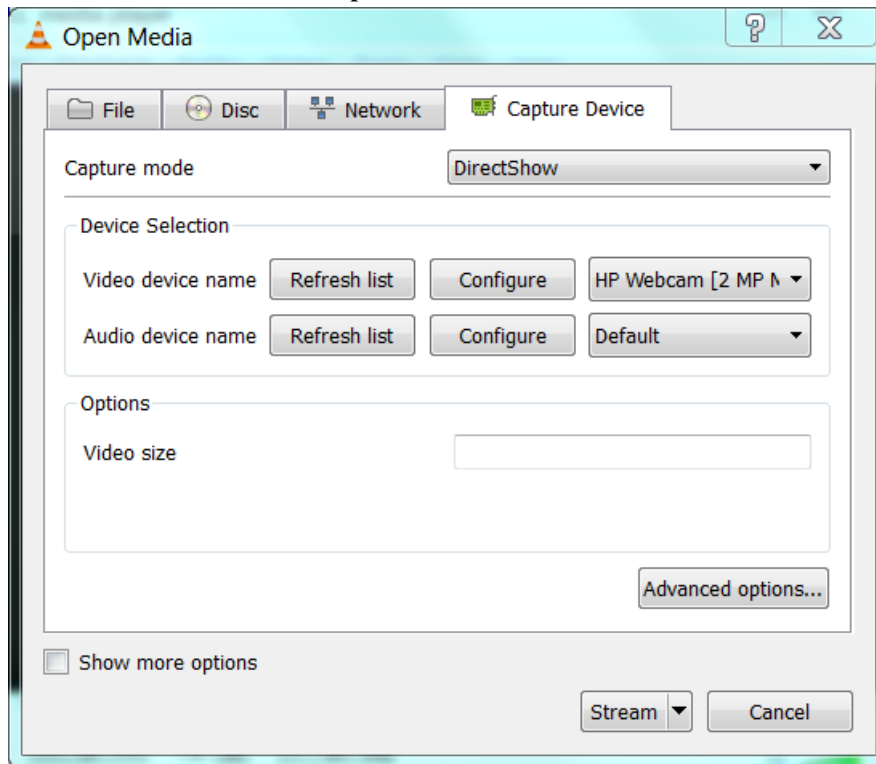 Open Media
File Disc Network Capture Device
Capture mode DirectShow
Device Selection
Video device name Refresh list Configure HP Webcam [2 MP
Audio device name Refresh list Configure Default
Options
Video size
Advanced options...
Show more options
Stream Cancel